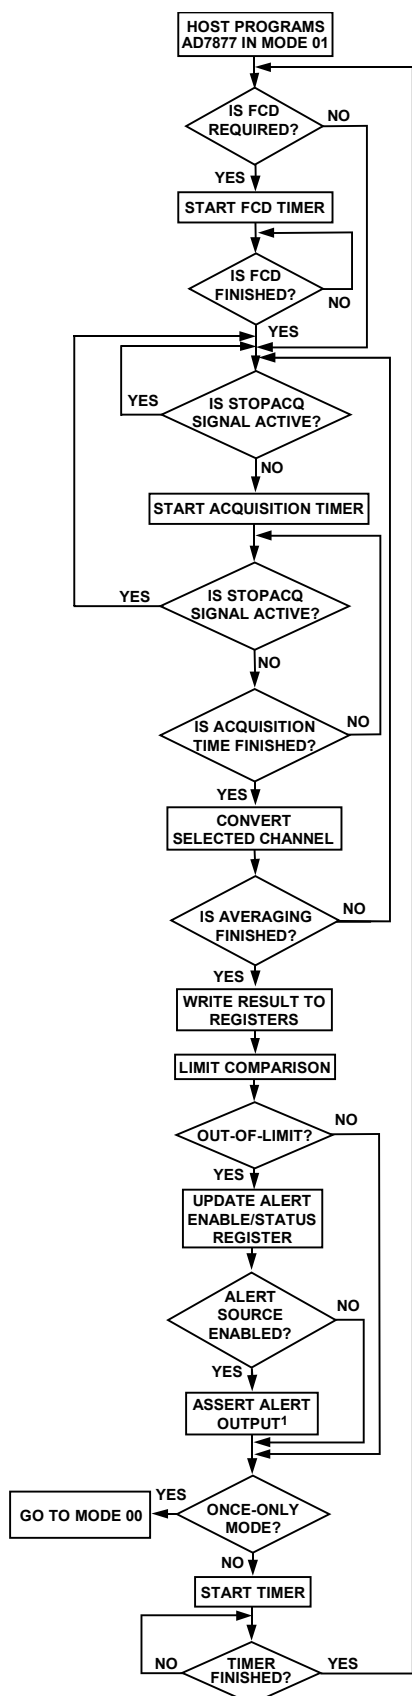 HOST PROGRAMS
AD7877 IN MODE 01
IS FCD
REQUIRED?
NO
YES
START FCD TIMER
IS FCD
FINISHED?
NO
YES
IS STOPACQ
SIGNAL ACTIVE?
YES
NO
START ACQUISITION TIMER
IS STOPACQ
SIGNAL ACTIVE?
YES
NO
IS ACQUISITION
TIME FINISHED?
NO
YES
CONVERT
SELECTED CHANNEL
IS AVERAGING
FINISHED?
NO
YES
WRITE RESULT TO
REGISTERS
LIMIT COMPARISON
OUT-OF-LIMIT?
NO
YES
UPDATE ALERT
ENABLE/STATUS
REGISTER
ALERT
SOURCE
ENABLED?
NO
YES
ASSERT ALERT
OUTPUT¹
ONCE-ONLY
MODE?
YES
GO TO MODE 00
NO
START TIMER
TIMER
FINISHED?
NO
YES